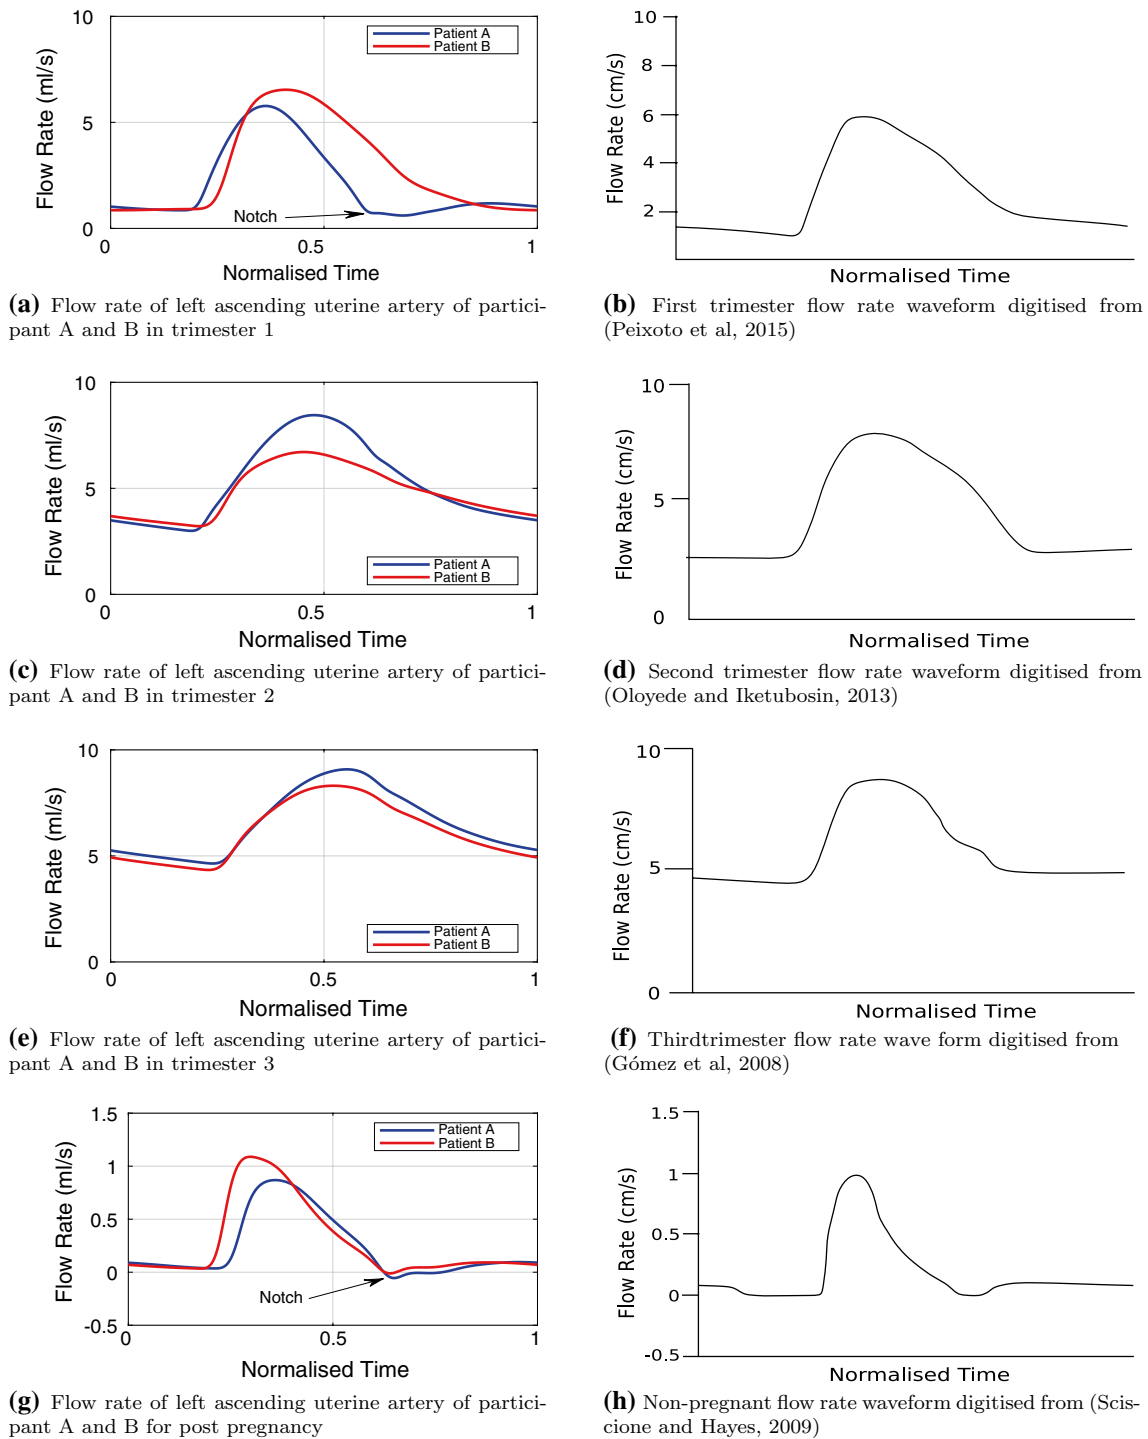 10
5
0
Flow Rate (ml/s)
Patient A
Patient B
Notch
0
0.5
1
Normalised Time
(a) Flow rate of left ascending uterine artery of partici-
pant A and B in trimester 1
10
8
6
4
2
Flow Rate (cm/s)
Normalised Time
(b) First trimester flow rate waveform digitised from
(Peixoto et al, 2015)
10
5
0
Flow Rate (ml/s)
Patient A
Patient B
0
0.5
1
Normalised Time
(c) Flow rate of left ascending uterine artery of partici-
pant A and B in trimester 2
10
5
0
Flow Rate (cm/s)
Normalised Time
(d) Second trimester flow rate waveform digitised from
(Oloyede and Iketubosin, 2013)
10
5
0
Flow Rate (ml/s)
Patient A
Patient B
0
0.5
1
Normalised Time
(e) Flow rate of left ascending uterine artery of partici-
pant A and B in trimester 3
10
5
0
Flow Rate (cm/s)
Normalised Time
(f) Thirdtrimester flow rate wave form digitised from
(Gómez et al, 2008)
1.5
1
0.5
0
-0.5
Flow Rate (ml/s)
Patient A
Patient B
Notch
0
0.5
1
Normalised Time
(g) Flow rate of left ascending uterine artery of partici-
pant A and B for post pregnancy
1.5
1
0.5
0
-0.5
Flow Rate (cm/s)
Normalised Time
(h) Non-pregnant flow rate waveform digitised from (Scis-
cione and Hayes, 2009)